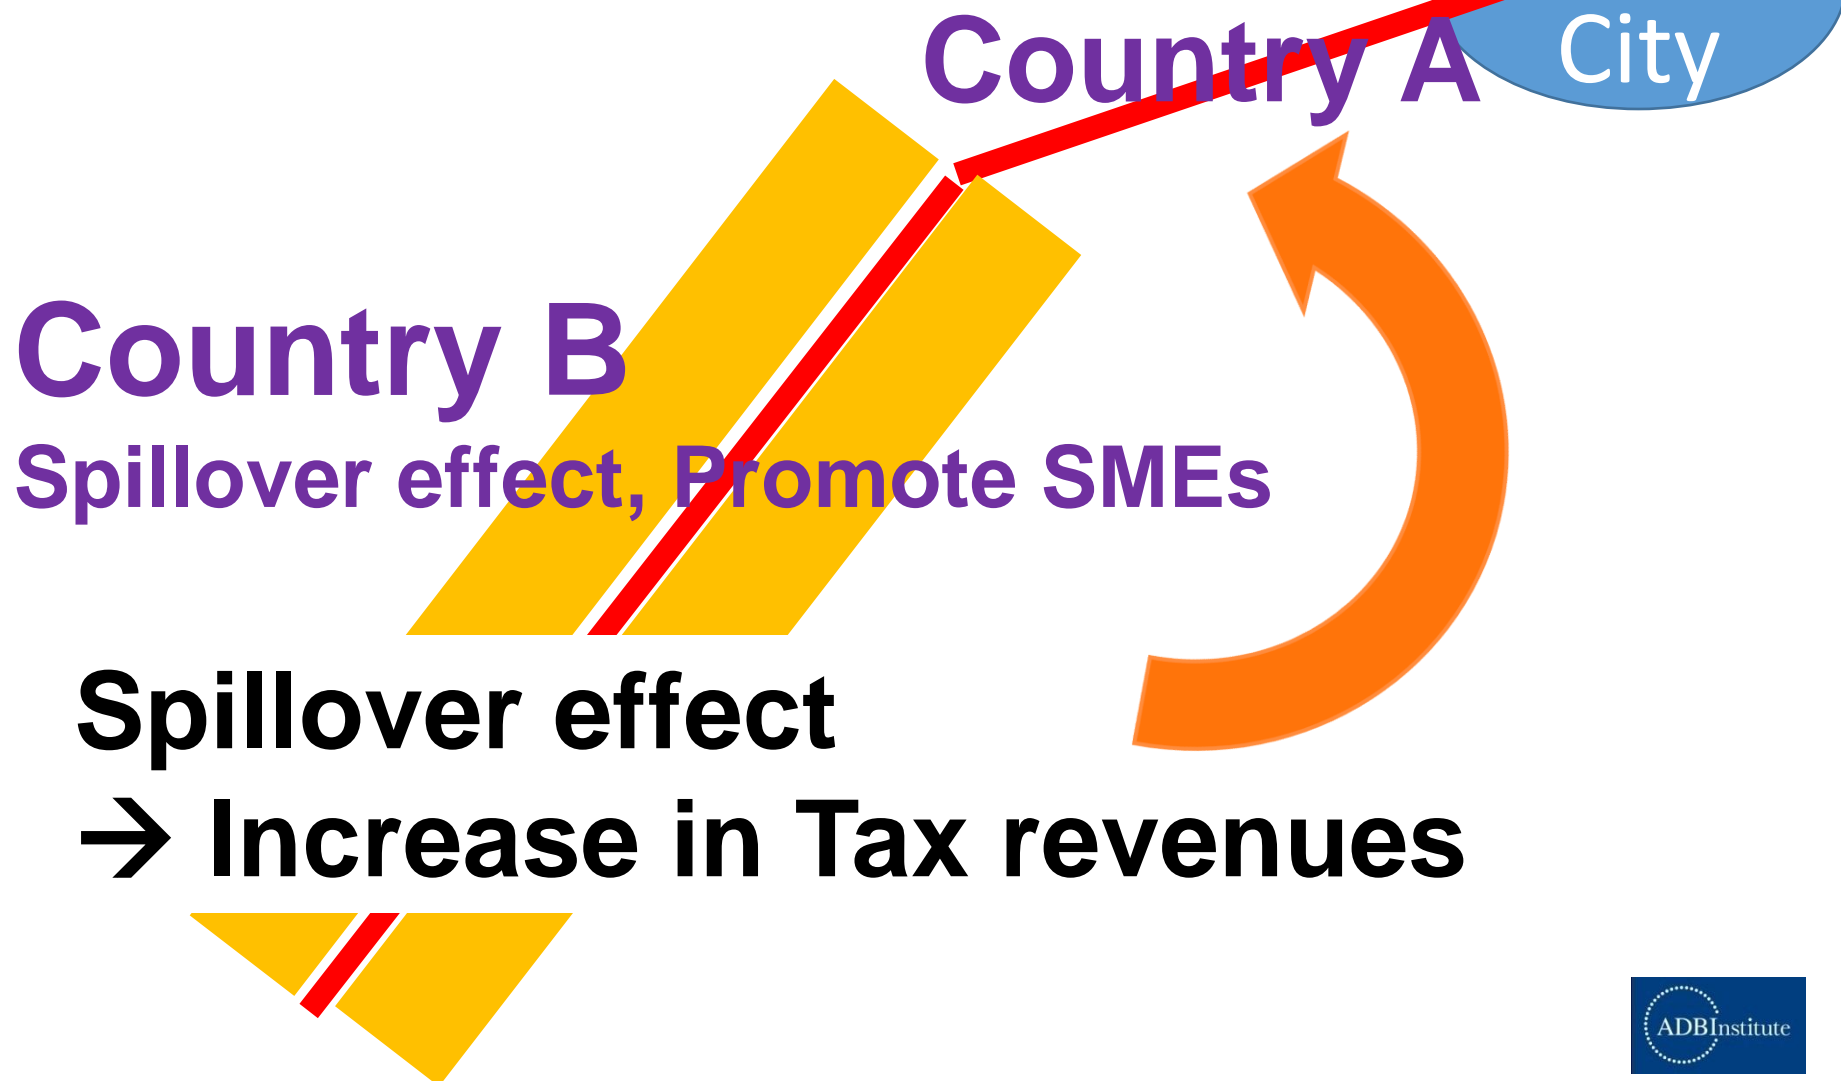 Country A
City
Country B
Spillover effect, Promote SMEs
Spillover effect
→ Increase in Tax revenues
ADBInstitute